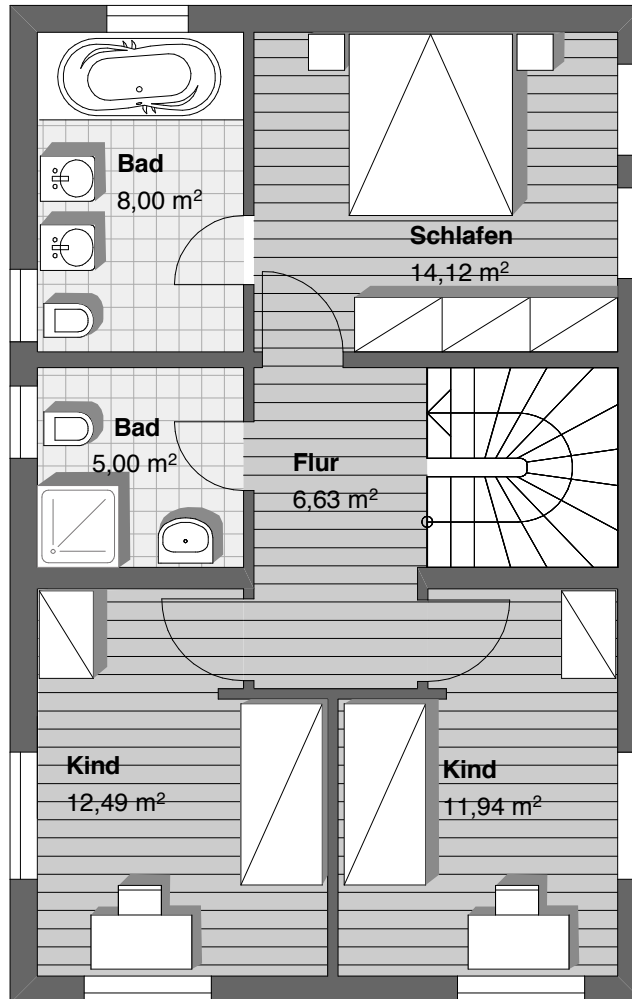 Bad
8,00 m²
Schlafen
14,12 m²
Bad
5,00 m²
Flur
6,63 m²
Kind
12,49 m²
Kind
11,94 m²